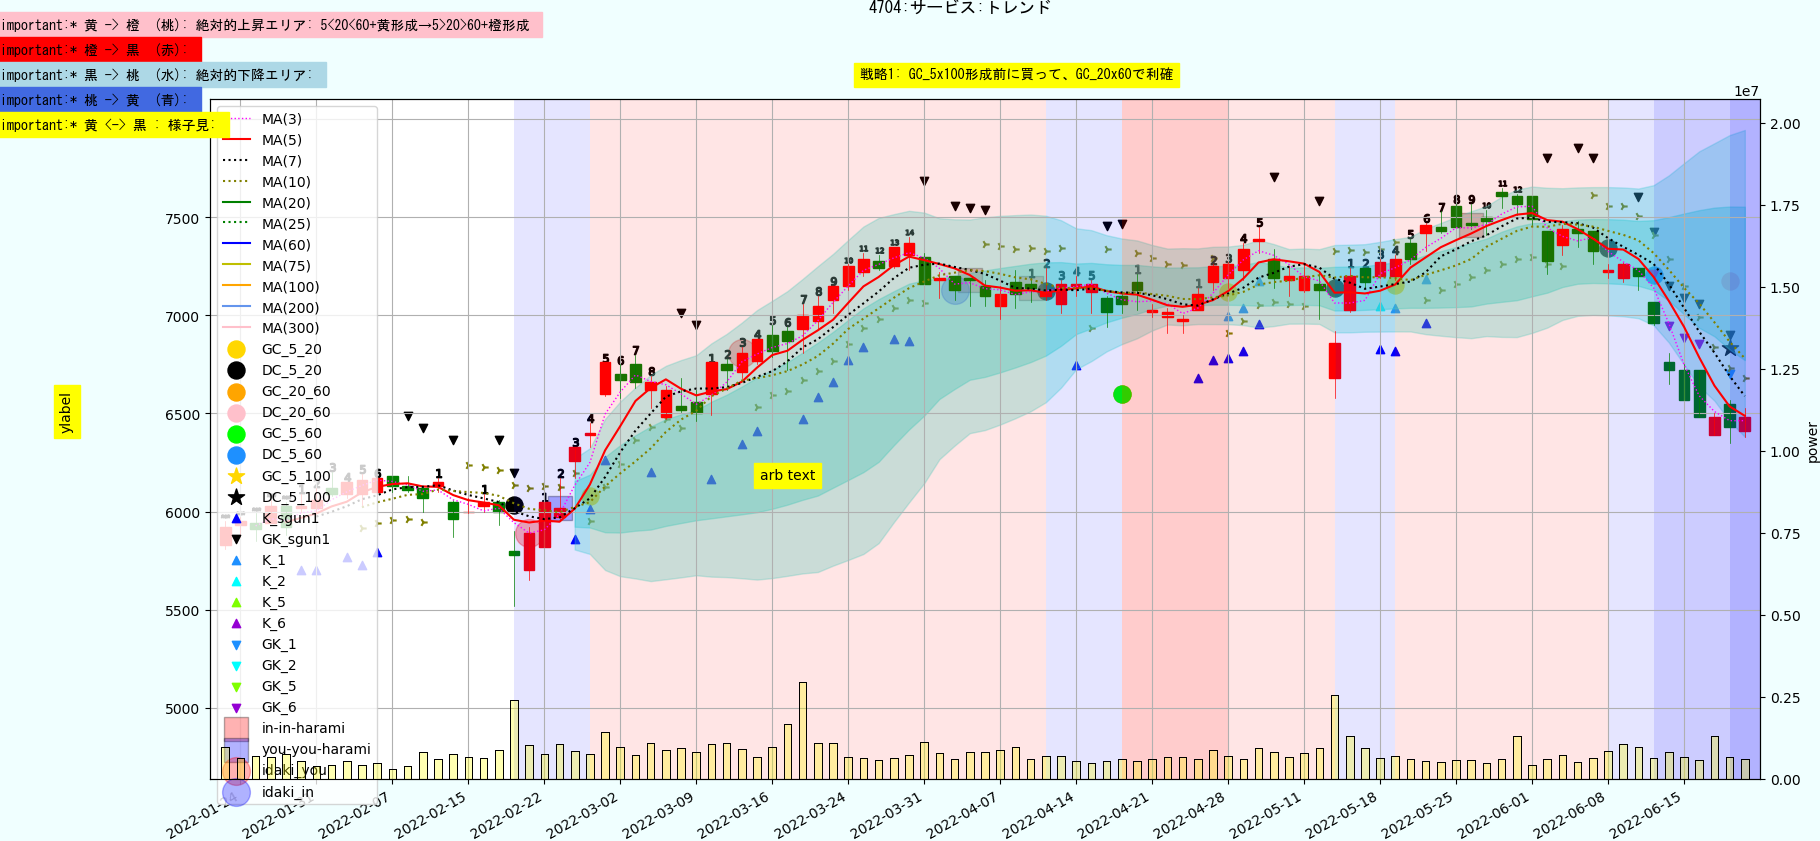 4704:サービス:トレンド
important:* 黄 -> 橙 (桃): 絶対的上昇エリア: 5<20<60+黄形成→5>20>60+橙形成
important:* 橙 -> 黒 (赤):
important:* 黒 -> 桃 (水): 絶対的下降エリア:
important:* 桃 -> 黄 (青):
important:* 黄 <-> 黒 : 様子見:
戦略1: GC_5x100形成前に買って、GC_20x60で利確
1e7
MA(3)
MA(5)
MA(7)
MA(10)
MA(20)
MA(25)
MA(60)
MA(75)
MA(100)
MA(200)
MA(300)
GC_5_20
DC_5_20
GC_20_60
DC_20_60
GC_5_60
DC_5_60
GC_5_100
DC_5_100
K_sgun1
GK_sgun1
K_1
K_2
K_5
K_6
GK_1
GK_2
GK_5
GK_6
in-in-harami
you-you-harami
idaki_you
idaki_in
ylabel
7500
7000
6500
6000
5500
5000
arb text
power
2.00
1.75
1.50
1.25
1.00
0.75
0.50
0.25
0.00
2022-01-31
2022-02-07
2022-02-15
2022-02-22
2022-03-02
2022-03-09
2022-03-16
2022-03-24
2022-03-31
2022-04-07
2022-04-14
2022-04-21
2022-04-28
2022-05-11
2022-05-18
2022-05-25
2022-06-01
2022-06-08
2022-06-15